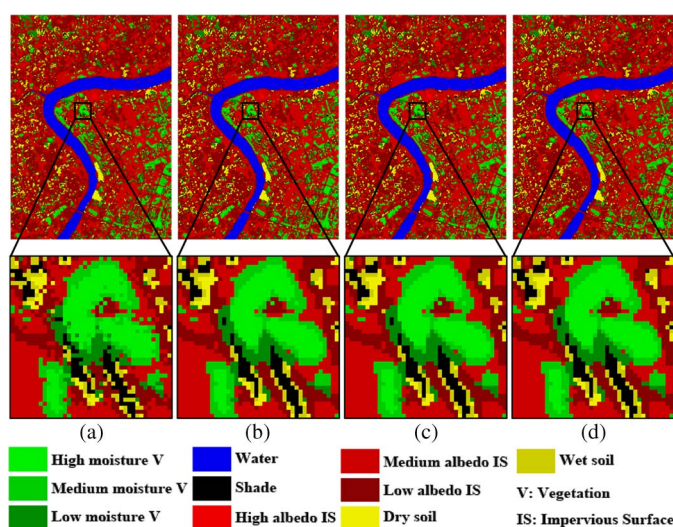 (a) (b) (c) (d)
High moisture V Water Medium albedo IS Wet soil
Medium moisture V Shade Low albedo IS V: Vegetation
Low moisture V High albedo IS Dry soil IS: Impervious Surface